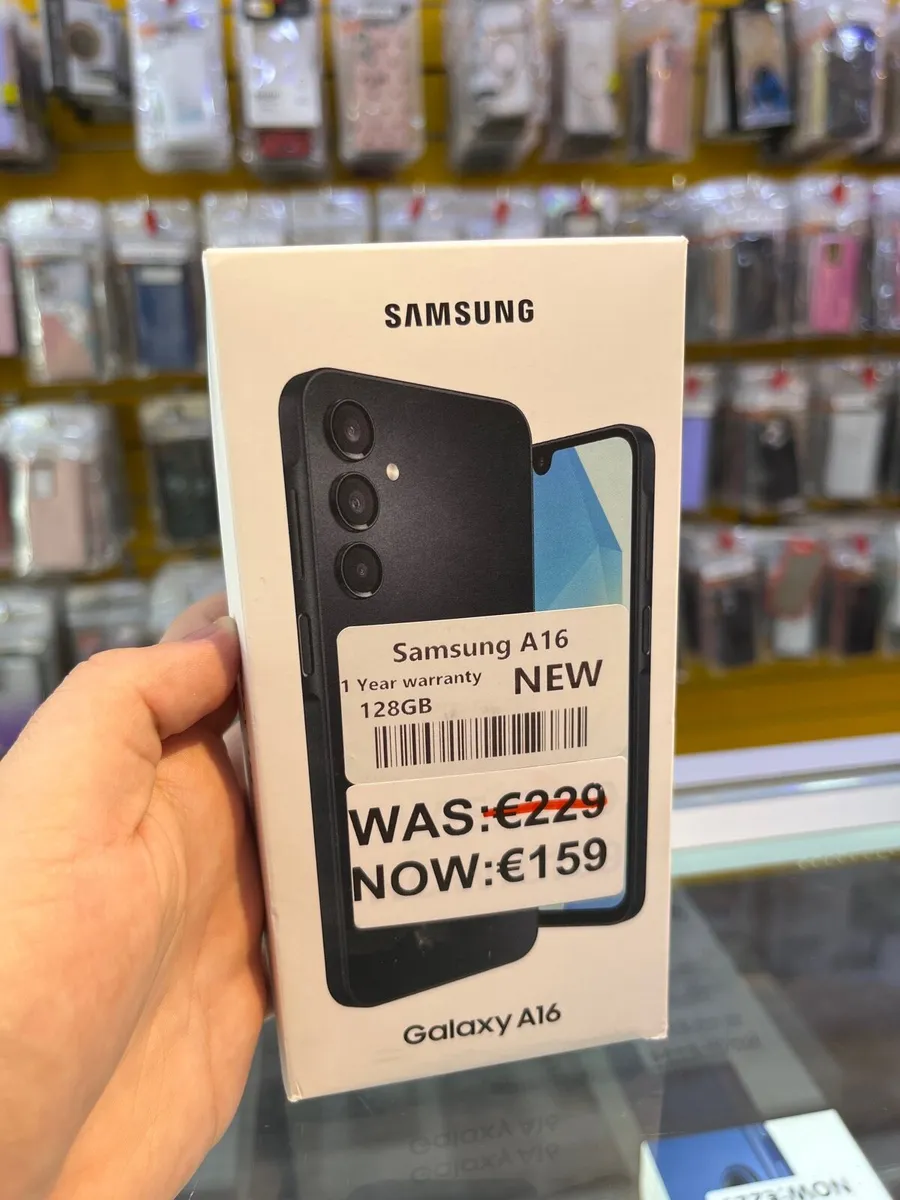 SAMSUNG
Samsung A16
1 Year warranty NEW
128GB
WAS:€229
NOW:€159
Galaxy A16